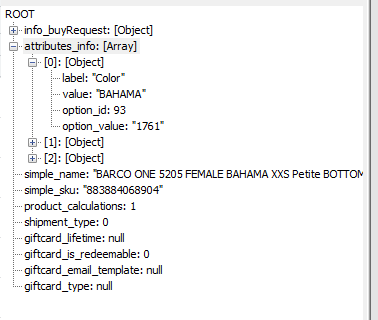 ROOT
info_buyRequest: [Object]
attributes_info: [Array]
[0]: [Object]
label: "Color"
value: "BAHAMA"
option_id: 93
option_value: "1761"
[1]: [Object]
[2]: [Object]
simple_name: "BARCO ONE 5205 FEMALE BAHAMA XXS Petite BOTTOM
simple_sku: "883884068904"
product_calculations: 1
shipment_type: 0
giftcard_lifetime: null
giftcard_is_redeemable: 0
giftcard_email_template: null
giftcard_type: null